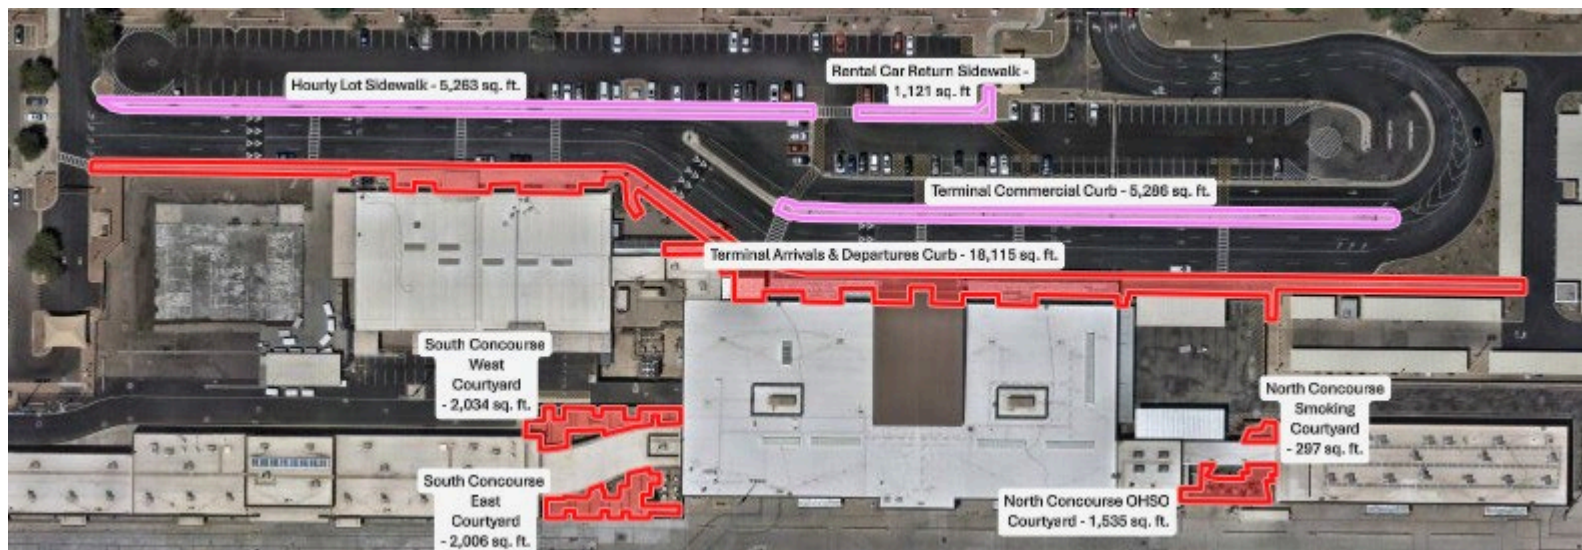 Hourly Lot Sidewalk - 5,263 sq. ft.
Rental Car Return Sidewalk -
1,121 sq. ft
Terminal Commercial Curb - 5,286 sq. ft.
Terminal Arrivals & Departures Curb - 18,115 sq. ft.
South Concourse
West
Courtyard
- 2,034 sq. ft.
North Concourse
Smoking
Courtyard
- 297 sq. ft.
South Concourse
East
Courtyard
- 2,006 sq. ft.
North Concourse OHSO
Courtyard - 1,535 sq. ft.